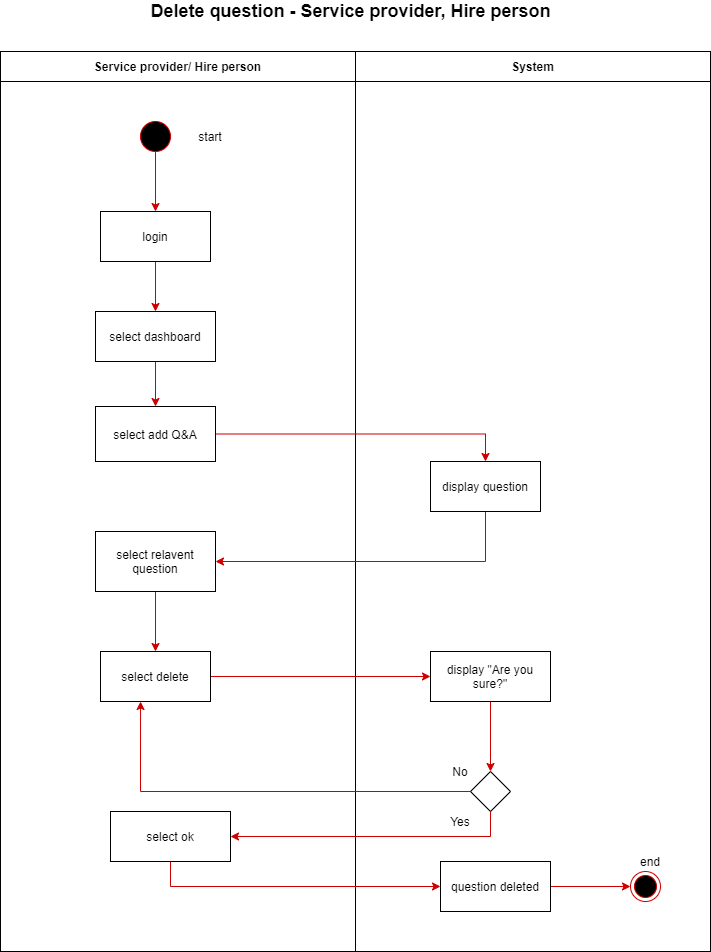 Delete question - Service provider, Hire person
Service provider/ Hire person
System
start
login
select dashboard
select add Q&A
display question
select relavent
question
select delete
display "Are you
sure?"
No
Yes
select ok
end
question deleted